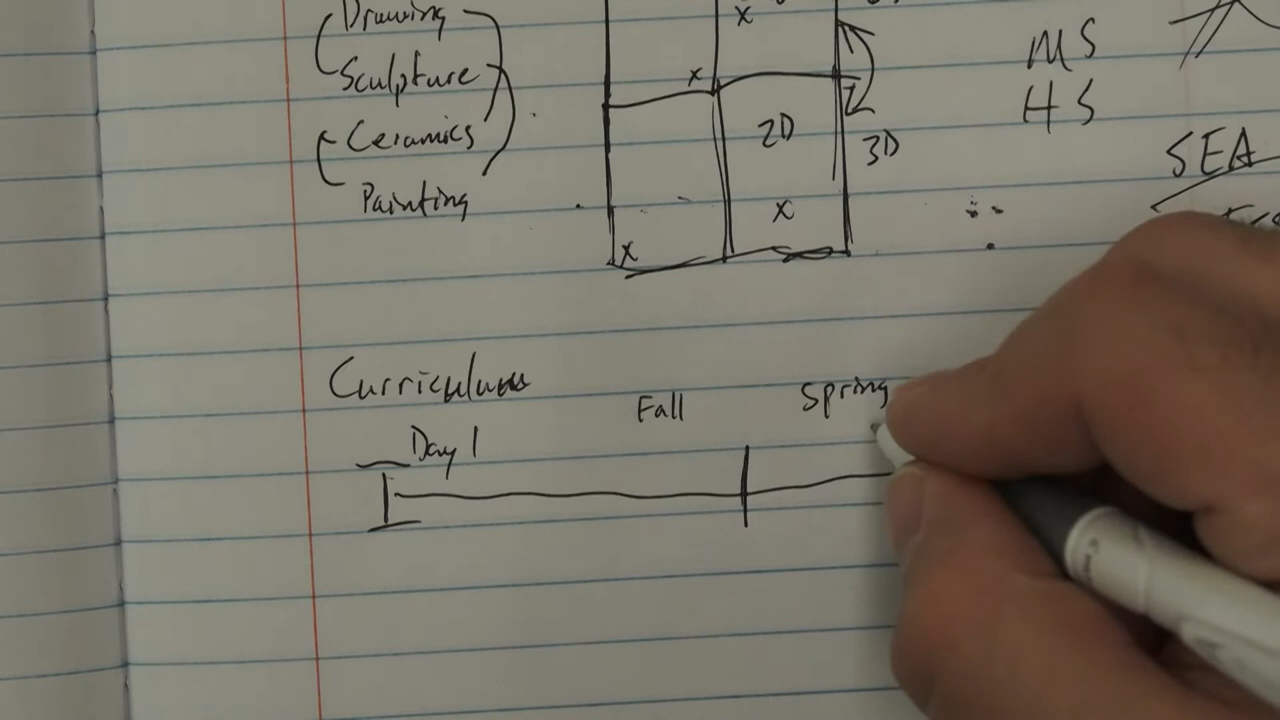 Drawing
Sculpture
Ceramics
Painting
x
x
2D
3D
x
x
MS
HS
SEA
Curriculum
Fall
Spring
Day 1